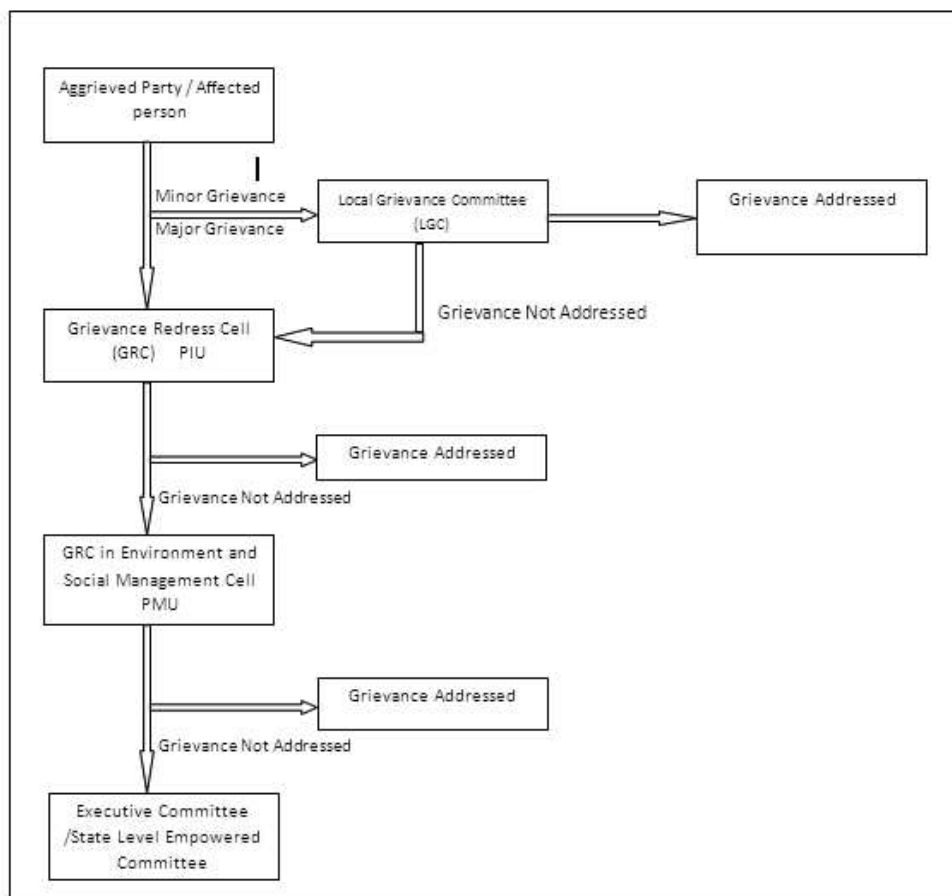 Aggrieved Party / Affected
person
Minor Grievance
Major Grievance
Local Grievance Committee
(LGC)
Grievance Addressed
Grievance Not Addressed
Grievance Redress Cell
(GRC) PIU
Grievance Addressed
Grievance Not Addressed
GRC in Environment and
Social Management Cell
PMU
Grievance Addressed
Grievance Not Addressed
Executive Committee
/State Level Empowered
Committee